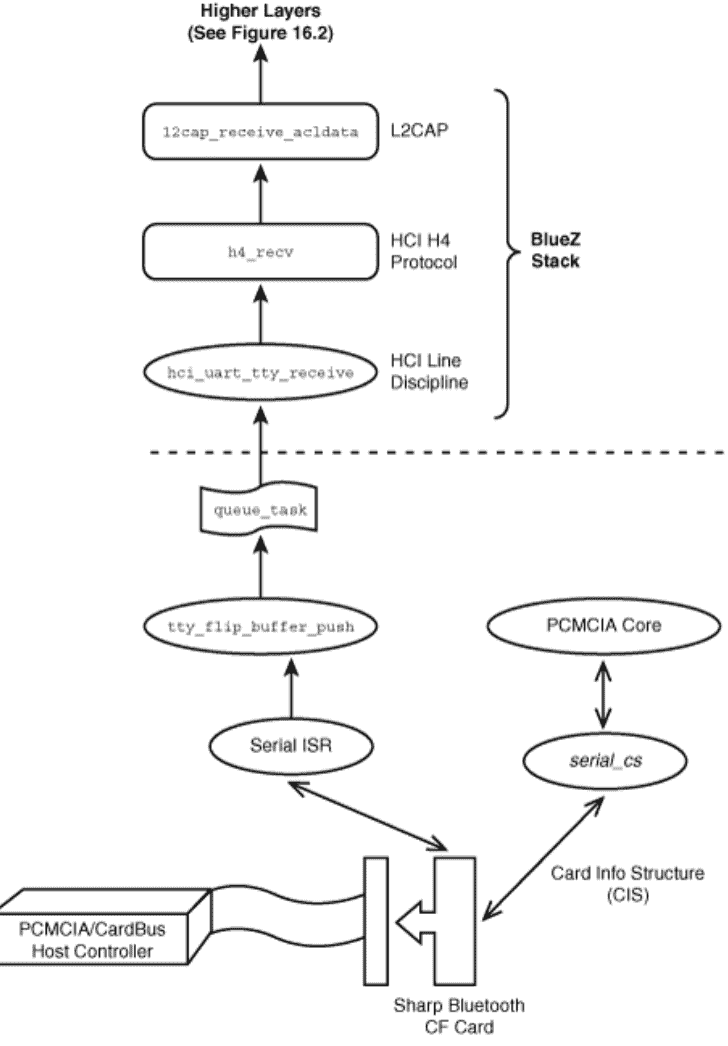 Higher Layers
(See Figure 16.2)
l2cap_receive_acldata
L2CAP
h4_recv
HCI H4
Protocol
BlueZ
Stack
hci_uart_tty_receive
HCI Line
Discipline
queue_task
tty_flip_buffer_push
PCMCIA Core
Serial ISR
serial_cs
Card Info Structure
(CIS)
PCMCIA/CardBus
Host Controller
Sharp Bluetooth
CF Card